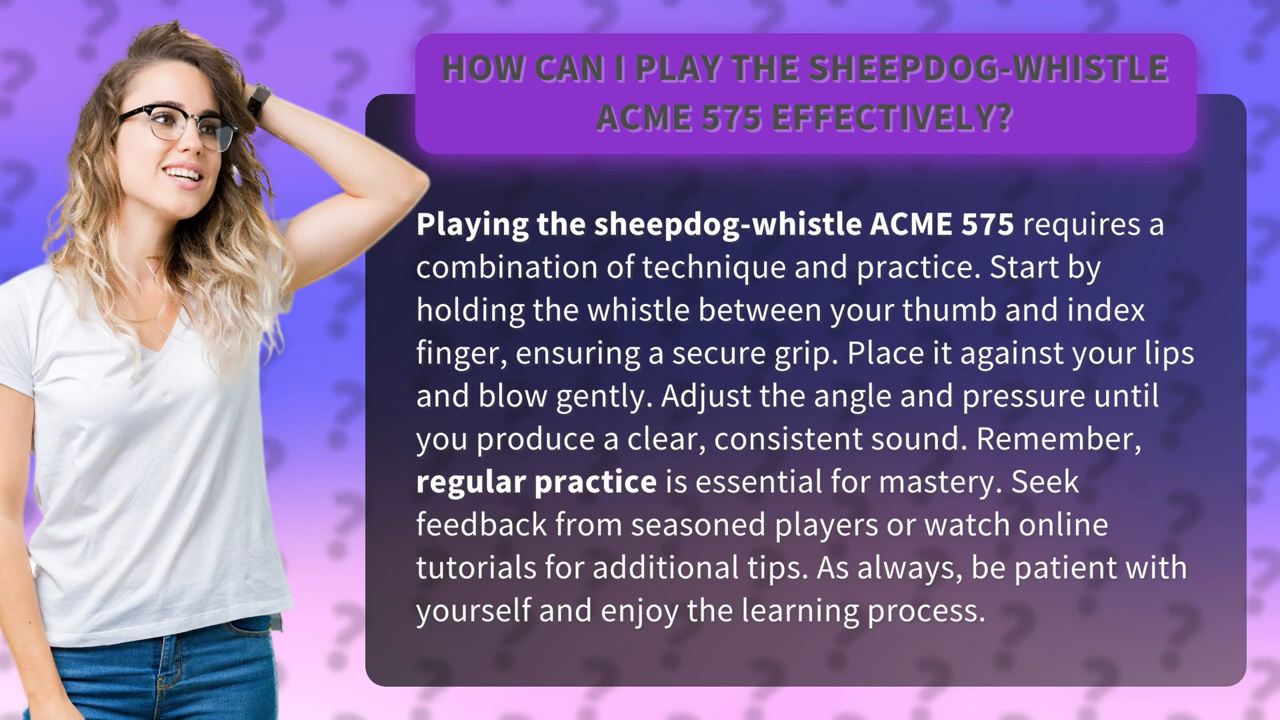 HOW CAN I PLAY THE SHEEPDOG-WHISTLE
ACME 575 EFFECTIVELY?
Playing the sheepdog-whistle ACME 575 requires a
combination of technique and practice. Start by
holding the whistle between your thumb and index
finger, ensuring a secure grip. Place it against your lips
and blow gently. Adjust the angle and pressure until
you produce a clear, consistent sound. Remember,
regular practice is essential for mastery. Seek
feedback from seasoned players or watch online
tutorials for additional tips. As always, be patient with
yourself and enjoy the learning process.